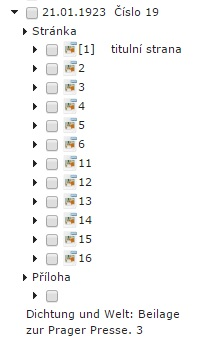 21.01.1923 Číslo 19
Stránka
[1] titulní strana
2
3
4
5
6
11
12
13
14
15
16
Příloha
Dichtung und Welt: Beilage
zur Prager Presse. 3